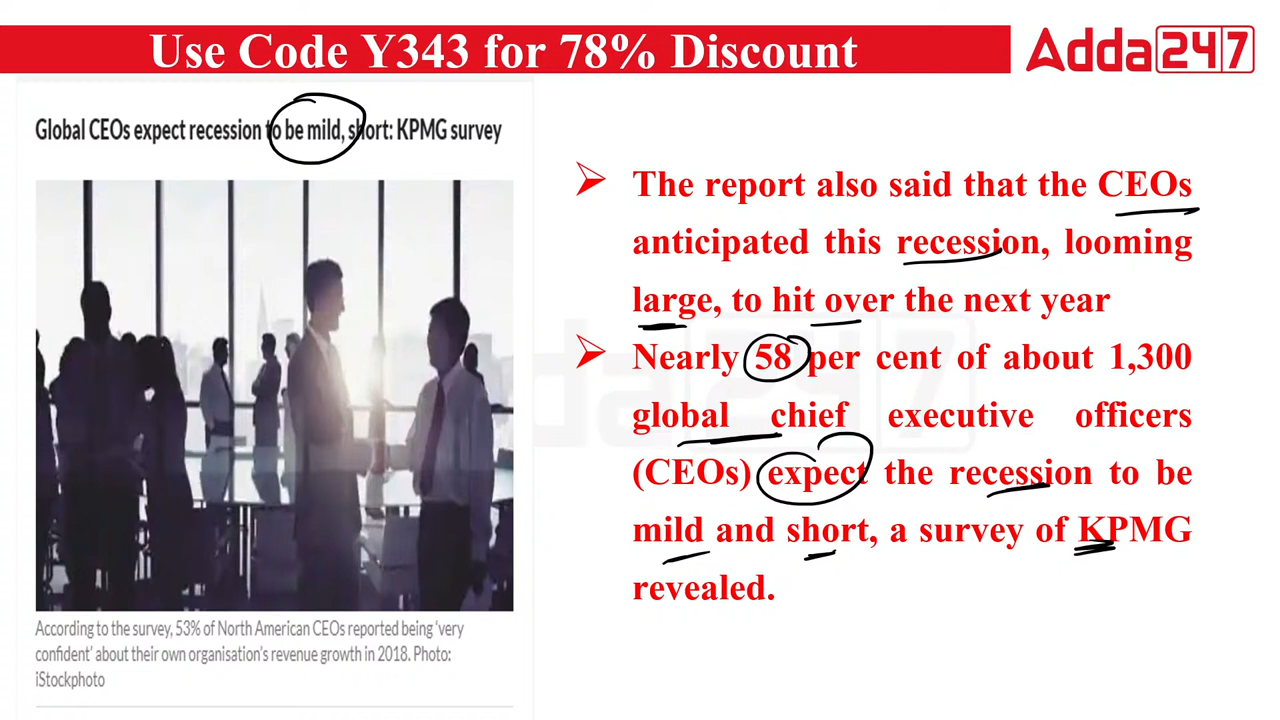 Use Code Y343 for 78% Discount
Adda247
Global CEOs expect recession to be mild, short: KPMG survey
According to the survey, 53% of North American CEOs reported being ‘very
confident’ about their own organisation’s revenue growth in 2018. Photo:
iStockphoto
The report also said that the CEOs
anticipated this recession, looming
large, to hit over the next year
Nearly 58 per cent of about 1,300
global chief executive officers
(CEOs) expect the recession to be
mild and short, a survey of KPMG
revealed.